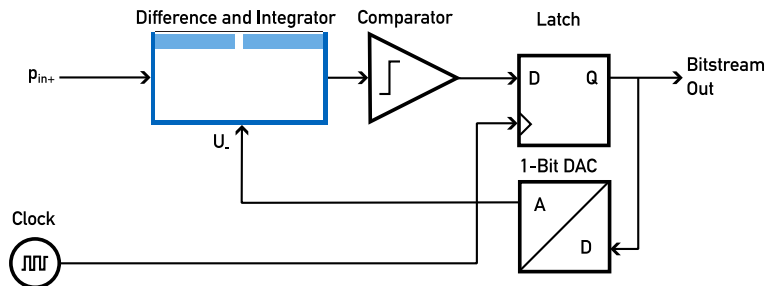 Difference and Integrator
Comparator
Latch
p_in+
D
Q
Bitstream
Out
U_-
1-Bit DAC
A
D
Clock